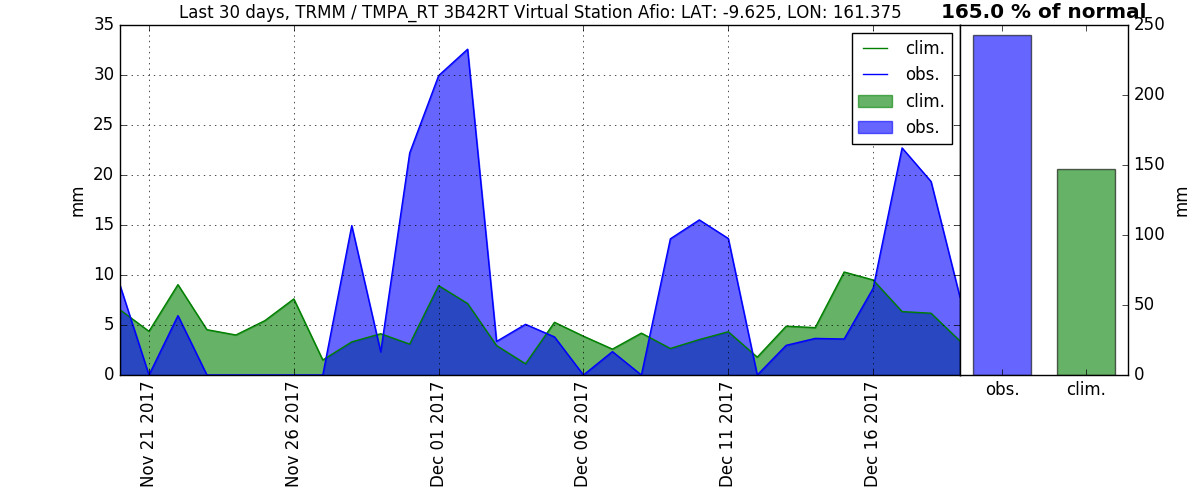 Last 30 days, TRMM / TMPA_RT 3B42RT Virtual Station Afio: LAT: -9.625, LON: 161.375
165.0 % of normal
35
30
25
20
15
10
5
0
mm
clim.
obs.
clim.
obs.
Nov 21 2017
Nov 26 2017
Dec 01 2017
Dec 06 2017
Dec 11 2017
Dec 16 2017
250
200
150
100
50
0
mm
obs.
clim.